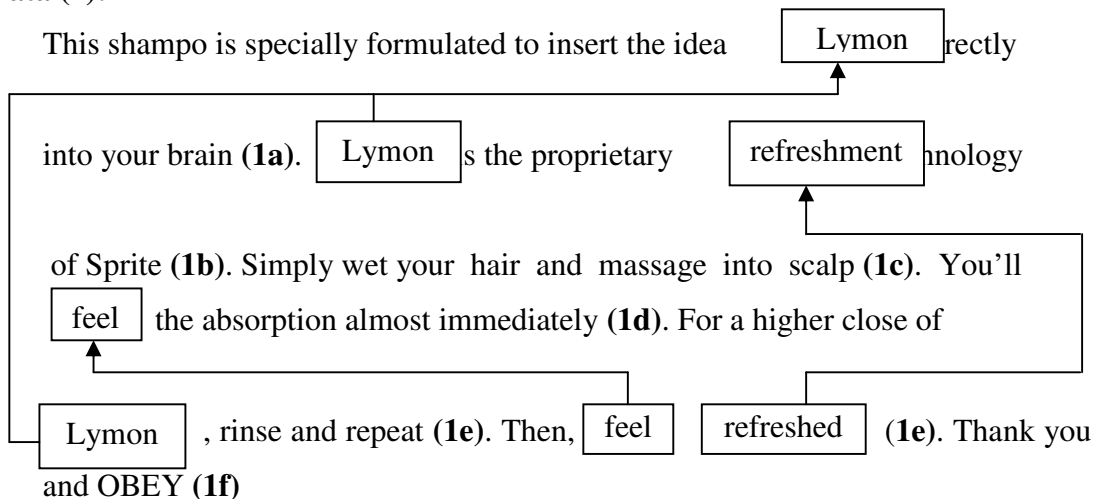 This shampo is specially formulated to insert the idea Lymon rectly
into your brain (1a). Lymon s the proprietary refreshment hnology
of Sprite (1b). Simply wet your hair and massage into scalp (1c). You’ll
feel the absorption almost immediately (1d). For a higher close of
Lymon , rinse and repeat (1e). Then, feel refreshed (1e). Thank you
and OBEY (1f)